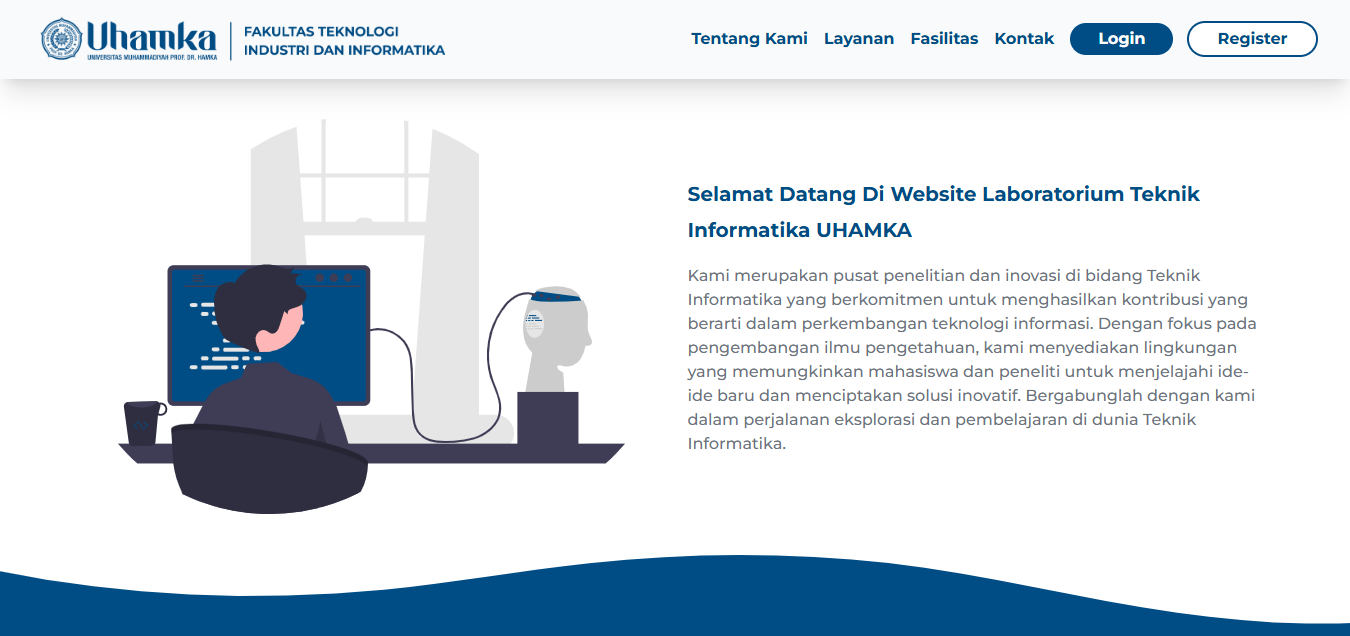 Uhamka
UNIVERSITAS MUHAMMADIYAH PROF. DR. HAMKA
FAKULTAS TEKNOLOGI
INDUSTRI DAN INFORMATIKA
Tentang Kami Layanan Fasilitas Kontak Login Register
Selamat Datang Di Website Laboratorium Teknik
Informatika UHAMKA
Kami merupakan pusat penelitian dan inovasi di bidang Teknik
Informatika yang berkomitmen untuk menghasilkan kontribusi yang
berarti dalam perkembangan teknologi informasi. Dengan fokus pada
pengembangan ilmu pengetahuan, kami menyediakan lingkungan
yang memungkinkan mahasiswa dan peneliti untuk menjelajahi ide-
ide baru dan menciptakan solusi inovatif. Bergabunglah dengan kami
dalam perjalanan eksplorasi dan pembelajaran di dunia Teknik
Informatika.